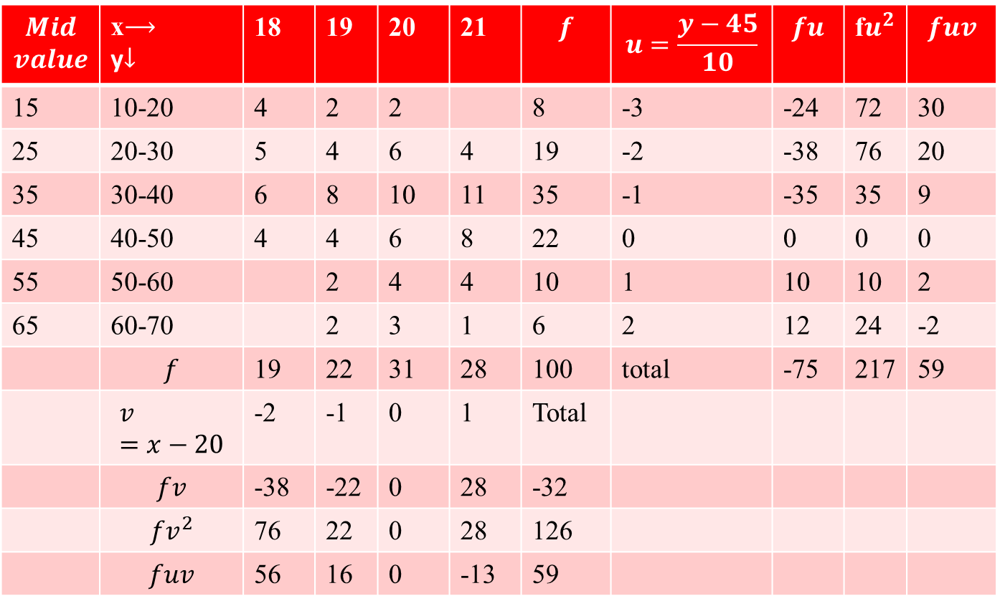 Mid value x⟶ y↓ 18 19 20 21 f u = (y − 45)/10 fu fu² fuv
15 10-20 4 2 2 8 -3 -24 72 30
25 20-30 5 4 6 4 19 -2 -38 76 20
35 30-40 6 8 10 11 35 -1 -35 35 9
45 40-50 4 4 6 8 22 0 0 0 0
55 50-60 2 4 4 10 1 10 10 2
65 60-70 2 3 1 6 2 12 24 -2
f 19 22 31 28 100 total -75 217 59
v = x − 20 -2 -1 0 1 Total
fv -38 -22 0 28 -32
fv² 76 22 0 28 126
fuv 56 16 0 -13 59